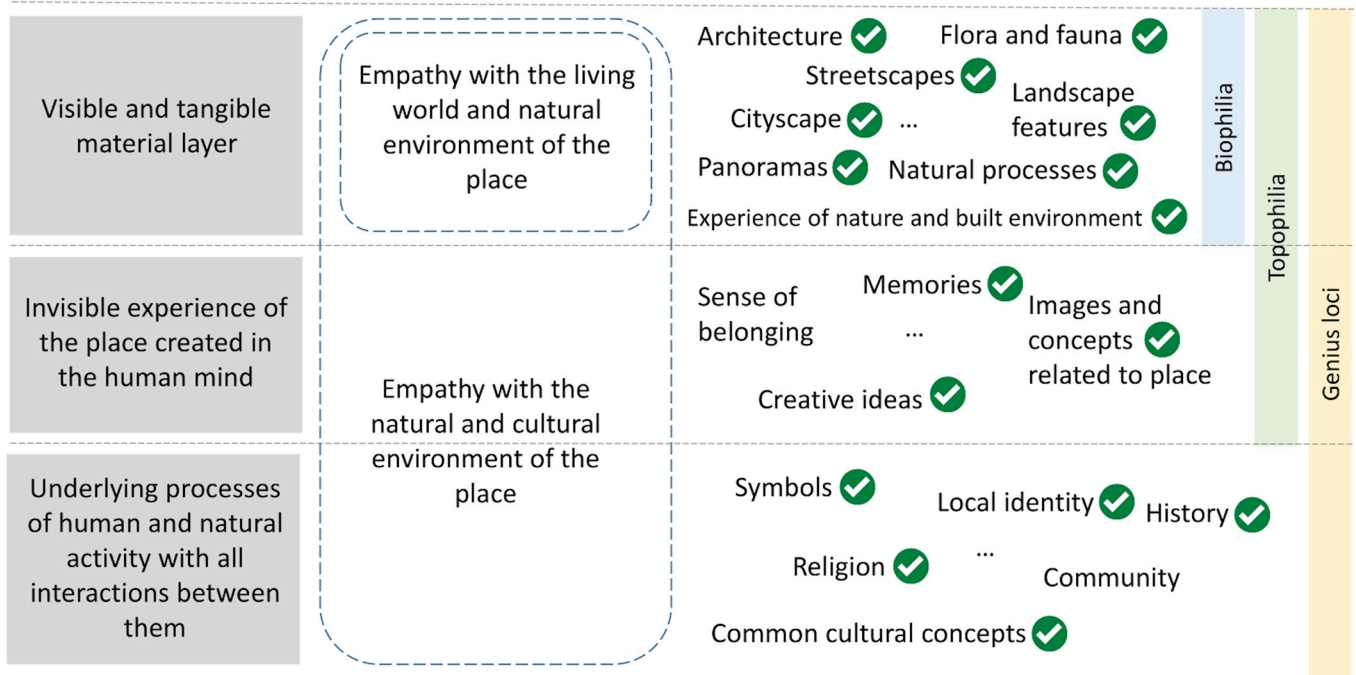 Visible and tangible
material layer
Empathy with the living
world and natural
environment of the
place
Architecture
Flora and fauna
Streetscapes
Cityscape
...
Landscape
features
Panoramas
Natural processes
Experience of nature and built environment
Biophilia
Topophilia
Genius loci
Invisible experience of
the place created in
the human mind
Empathy with the
natural and cultural
environment of the
place
Sense of
belonging
Memories
...
Images and
concepts
related to place
Creative ideas
Underlying processes
of human and natural
activity with all
interactions between
them
Symbols
Local identity
History
...
Religion
Community
Common cultural concepts